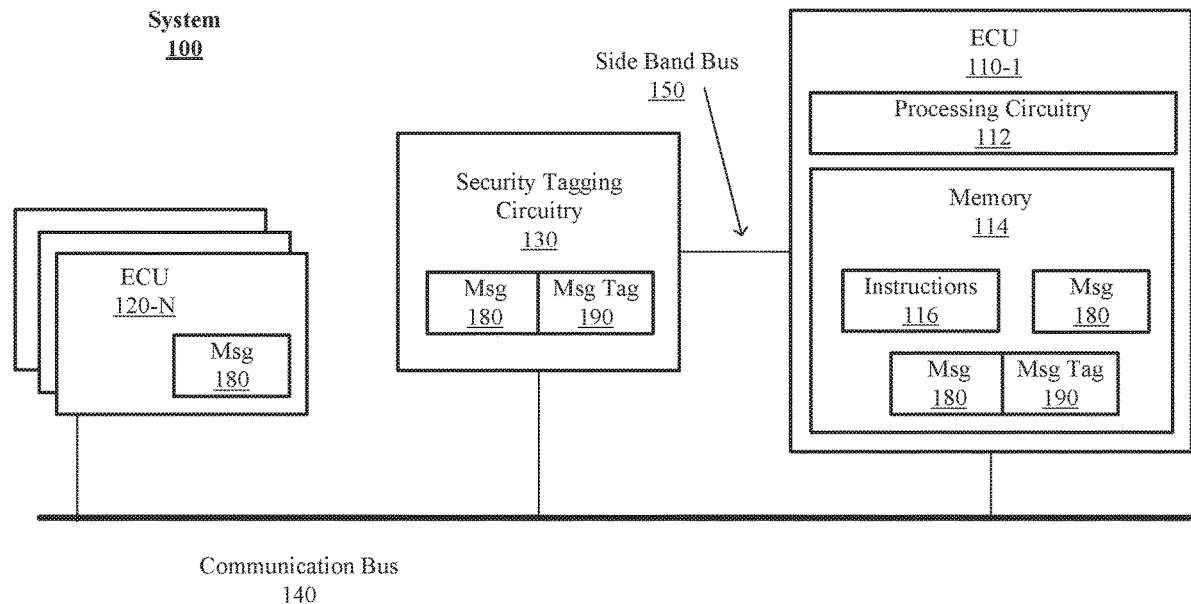 System
100
Side Band Bus
150
ECU
110-1
Processing Circuitry
112
Memory
114
Instructions
116
Msg
180
Msg
180
Msg Tag
190
Security Tagging
Circuitry
130
Msg
180
Msg Tag
190
ECU
120-N
Msg
180
Communication Bus
140